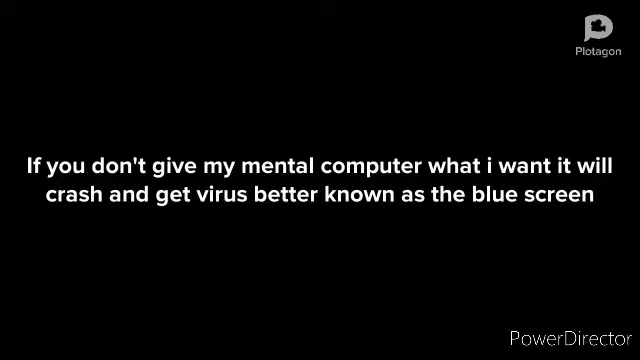 Plotagon
If you don't give my mental computer what i want it will
crash and get virus better known as the blue screen
PowerDirector